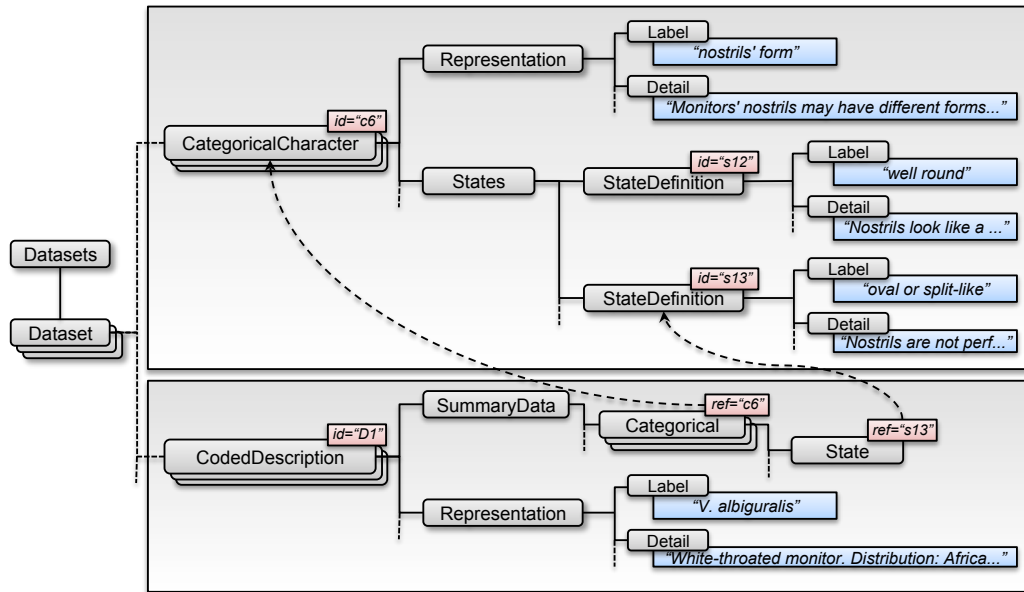 Label
“nostrils' form”
Representation
Detail
“Monitors' nostrils may have different forms...”
id=“c6”
CategoricalCharacter
Label
id=“s12”
“well round”
States
StateDefinition
Detail
“Nostrils look like a ...”
Datasets
Label
id=“s13”
“oval or split-like”
StateDefinition
Dataset
Detail
“Nostrils are not perf...”
SummaryData
ref=“c6”
Categorical
ref=“s13”
State
id=“D1”
CodedDescription
Label
“V. albiguralis”
Representation
Detail
“White-throated monitor. Distribution: Africa...”